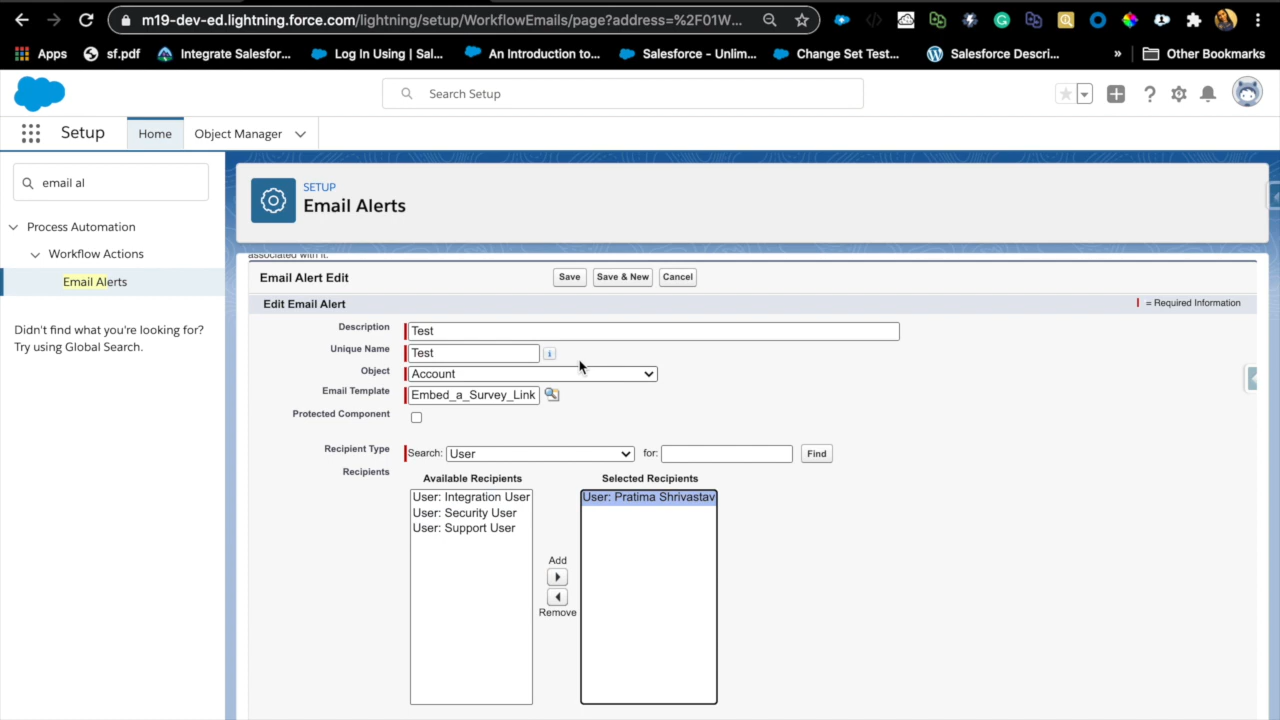 m19-dev-ed.lightning.force.com/lightning/setup/WorkflowEmails/page?address=%2F01W...
Apps sf.pdf Integrate Salesfor... Log In Using | Sal... An Introduction to... Salesforce - Unlim... Change Set Test... Salesforce Descri... » Other Bookmarks
Search Setup
Setup Home Object Manager
email al
Process Automation
Workflow Actions
Email Alerts
Didn't find what you're looking for?
Try using Global Search.
SETUP
Email Alerts
associated with it.
Email Alert Edit Save Save & New Cancel
Edit Email Alert = Required Information
Description Test
Unique Name Test
Object Account
Email Template Embed_a_Survey_Link
Protected Component
Recipient Type Search: User for: Find
Recipients
Available Recipients Selected Recipients
User: Integration User User: Pratima Shrivastav
User: Security User
User: Support User
Add
Remove